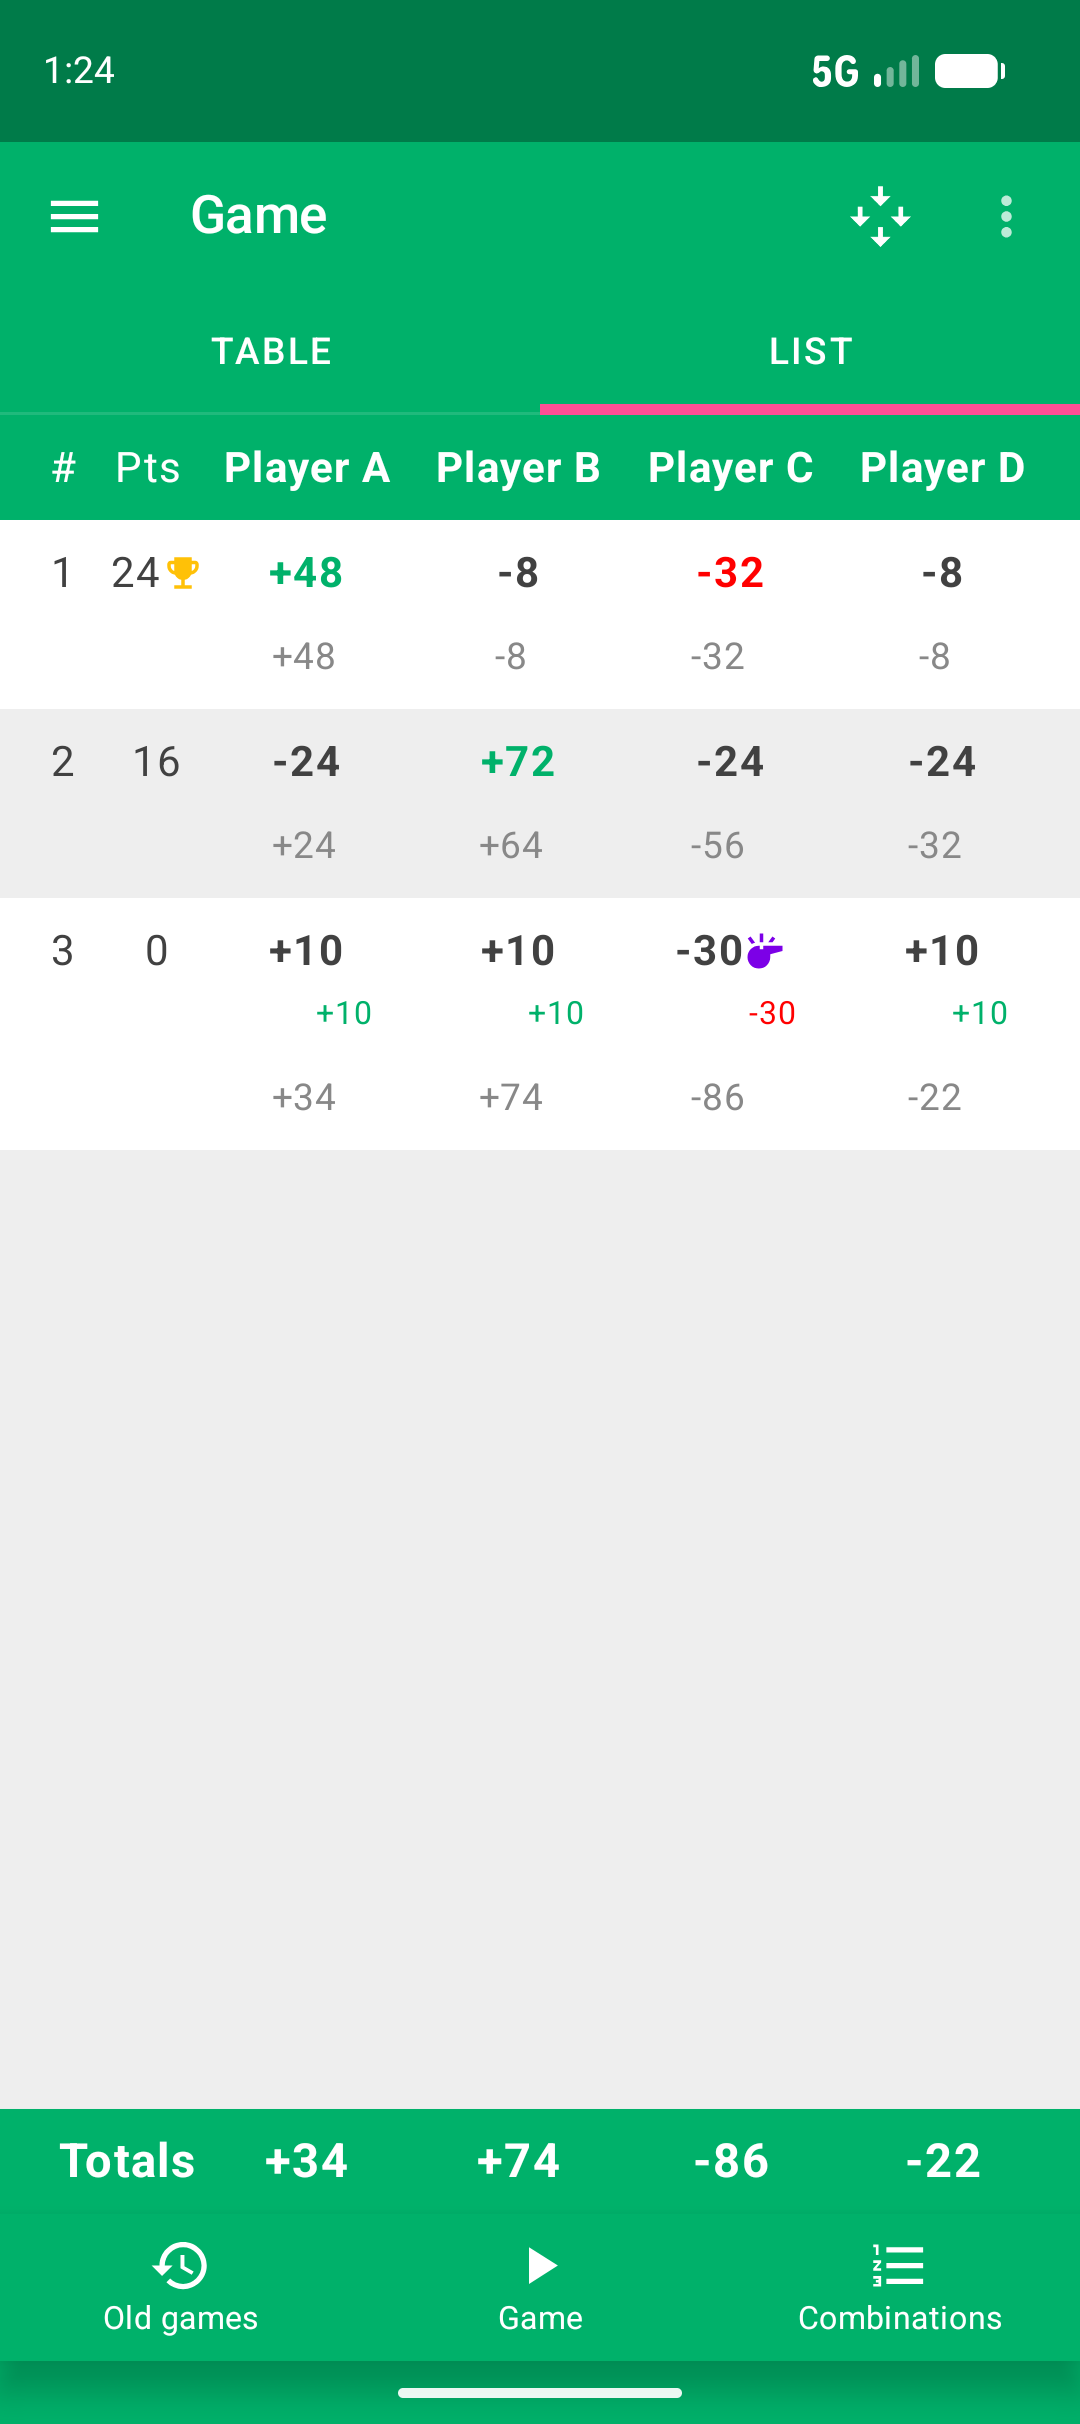 1:24 5G
Game
TABLE LIST
# Pts Player A Player B Player C Player D
1 24 +48 -8 -32 -8
+48 -8 -32 -8
2 16 -24 +72 -24 -24
+24 +64 -56 -32
3 0 +10 +10 -30 +10
+10 +10 -30 +10
+34 +74 -86 -22
Totals +34 +74 -86 -22
Old games Game Combinations